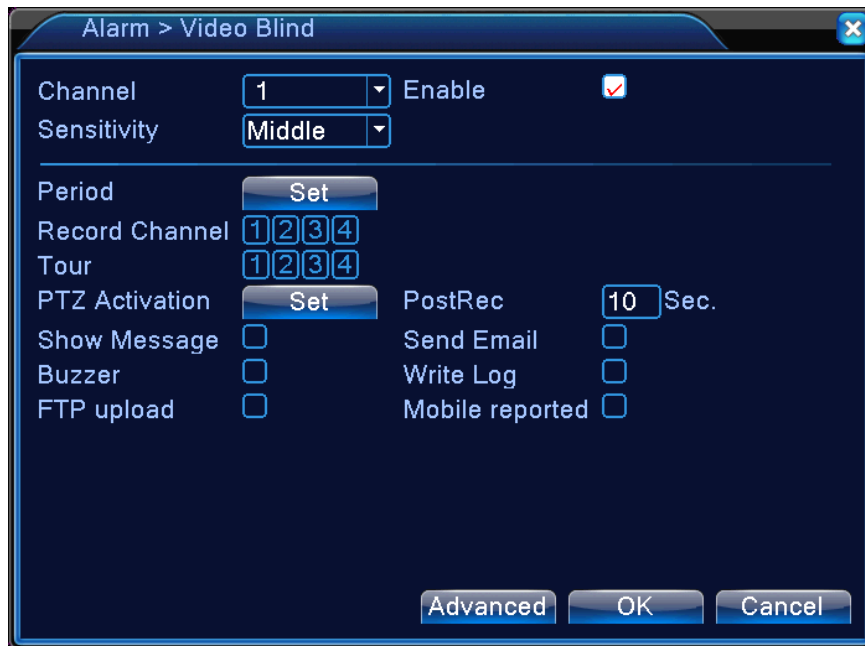 Alarm > Video Blind
Channel 1 Enable
Sensitivity Middle
Period Set
Record Channel 1 2 3 4
Tour 1 2 3 4
PTZ Activation Set PostRec 10 Sec.
Show Message Send Email
Buzzer Write Log
FTP upload Mobile reported
Advanced OK Cancel